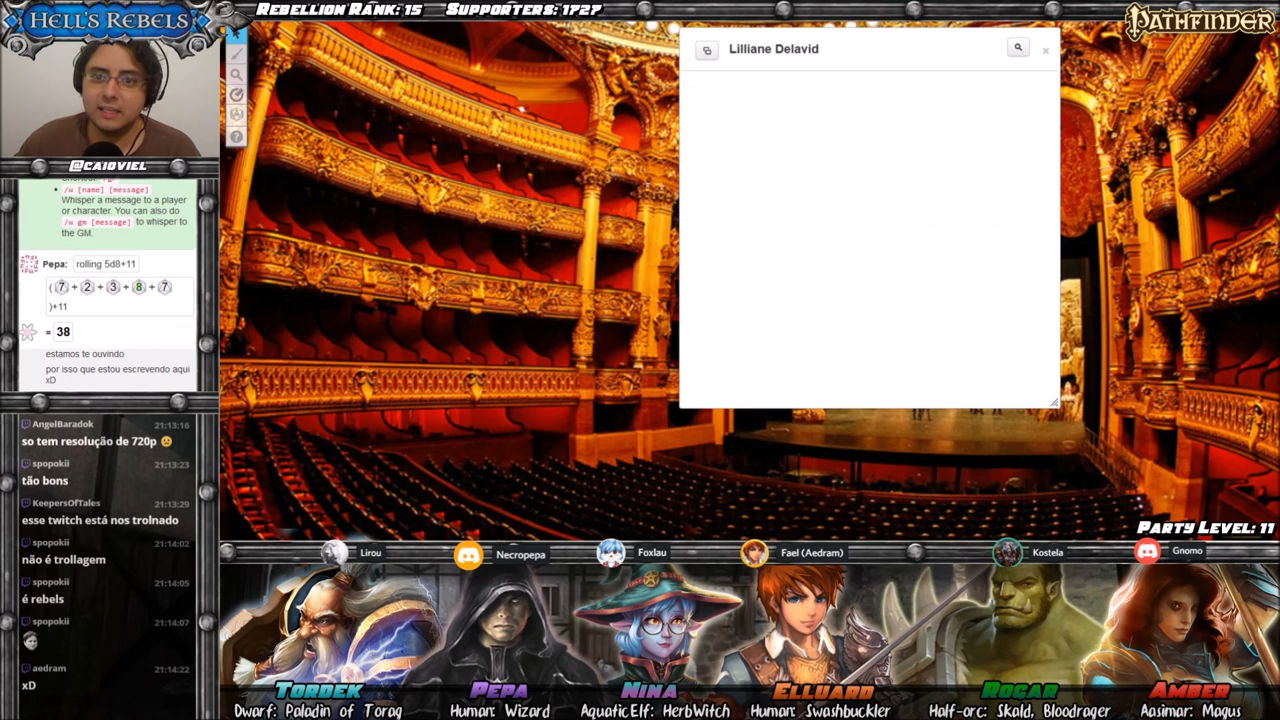 HELL'S REBELS
REBELLION RANK: 15 SUPPORTERS: 1727
PATHFINDER
Lilliane Delavid
@CAIOVIEL
/w [name] [message]
Whisper a message to a player
or character. You can also do
/w gm [message] to whisper to
the GM.
Pepa: rolling 5d8+11
(7+2+3+8+7
)+11
= 38
estamos te ouvindo
por isso que estou escrevendo aqui
xD
AngelBaradok 21:13:16
so tem resolução de 720p
spopokii 21:13:23
tão bons
KeepersOfTales 21:13:29
esse twitch está nos trolnado
spopokii 21:14:02
não é trollagem
spopokii 21:14:05
é rebels
spopokii 21:14:07
aedram 21:14:22
xD
PARTY LEVEL: 11
Lirou
Necropepa
Foxlau
Fael (Aedram)
Kostela
Gnomo
TORDEK
Dwarf: Paladin of Torag
PEPA
Human: Wizard
NINA
AquaticElf: HerbWitch
ELLUARD
Human: Swashbuckler
ROGAR
Half-orc: Skald, Bloodrager
AMBER
Aasimar: Magus